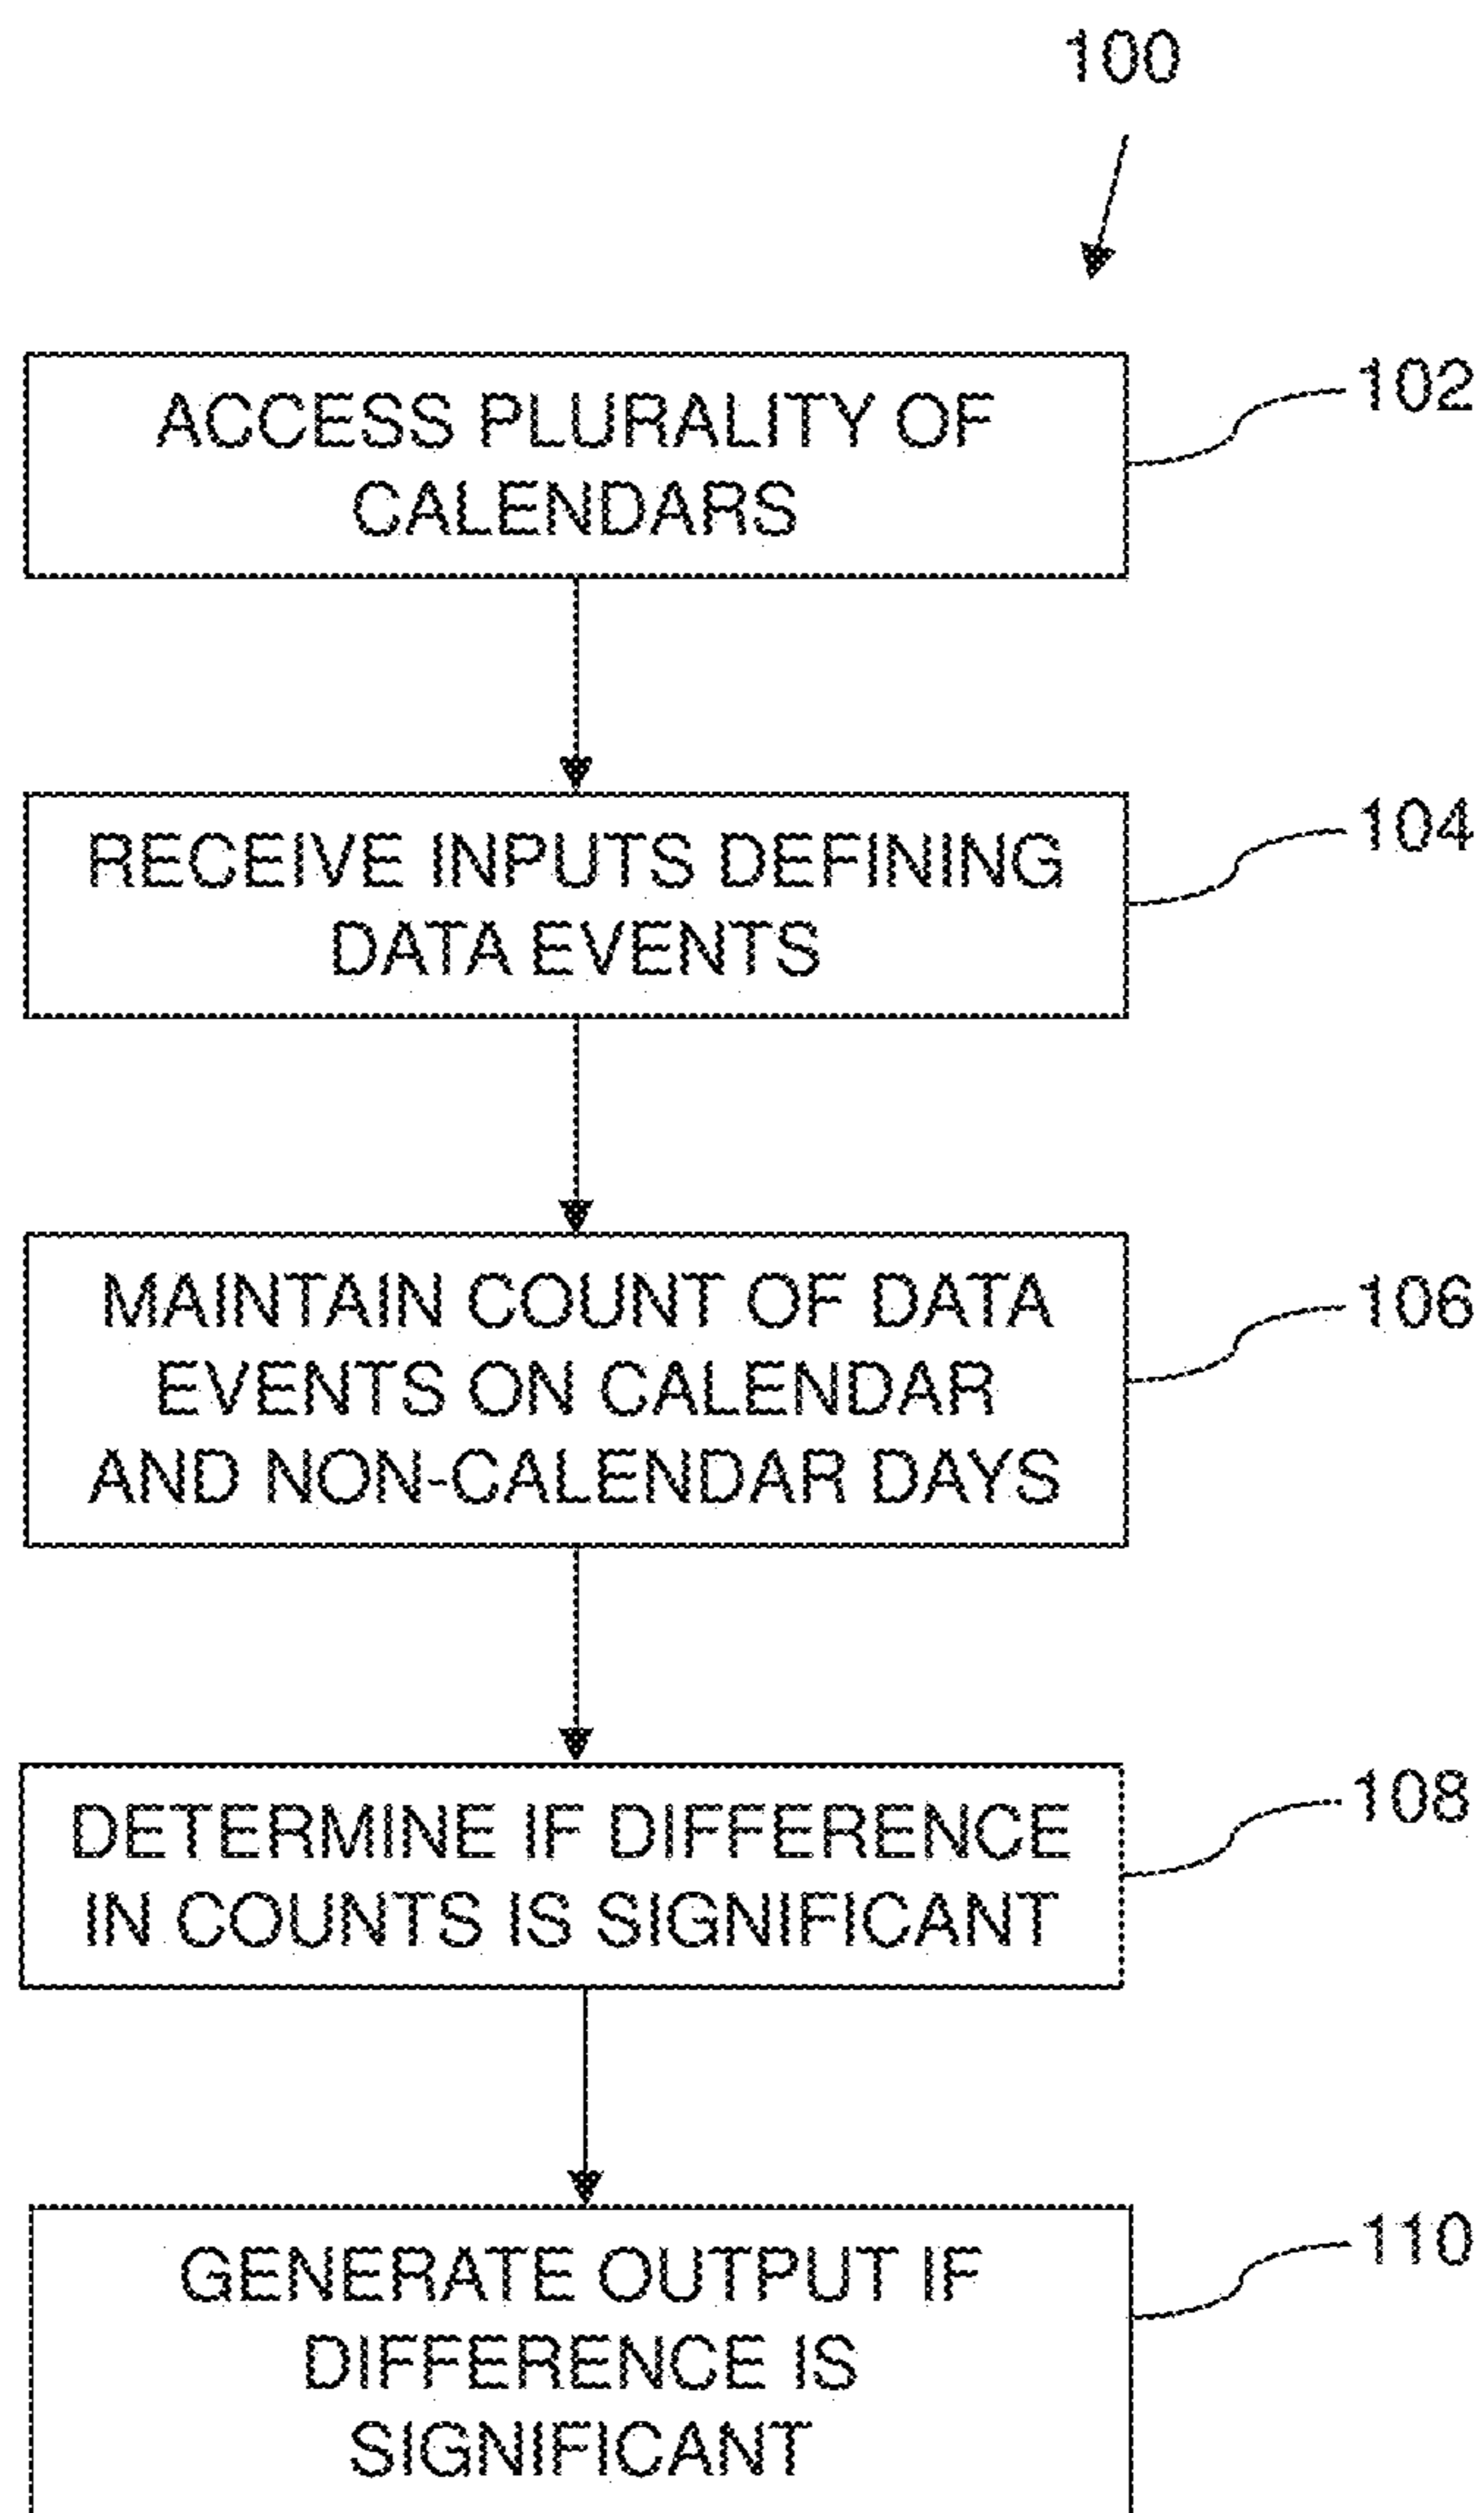 100
ACCESS PLURALITY OF
CALENDARS
102
RECEIVE INPUTS DEFINING
DATA EVENTS
104
MAINTAIN COUNT OF DATA
EVENTS ON CALENDAR
AND NON-CALENDAR DAYS
106
DETERMINE IF DIFFERENCE
IN COUNTS IS SIGNIFICANT
108
GENERATE OUTPUT IF
DIFFERENCE IS
SIGNIFICANT
110